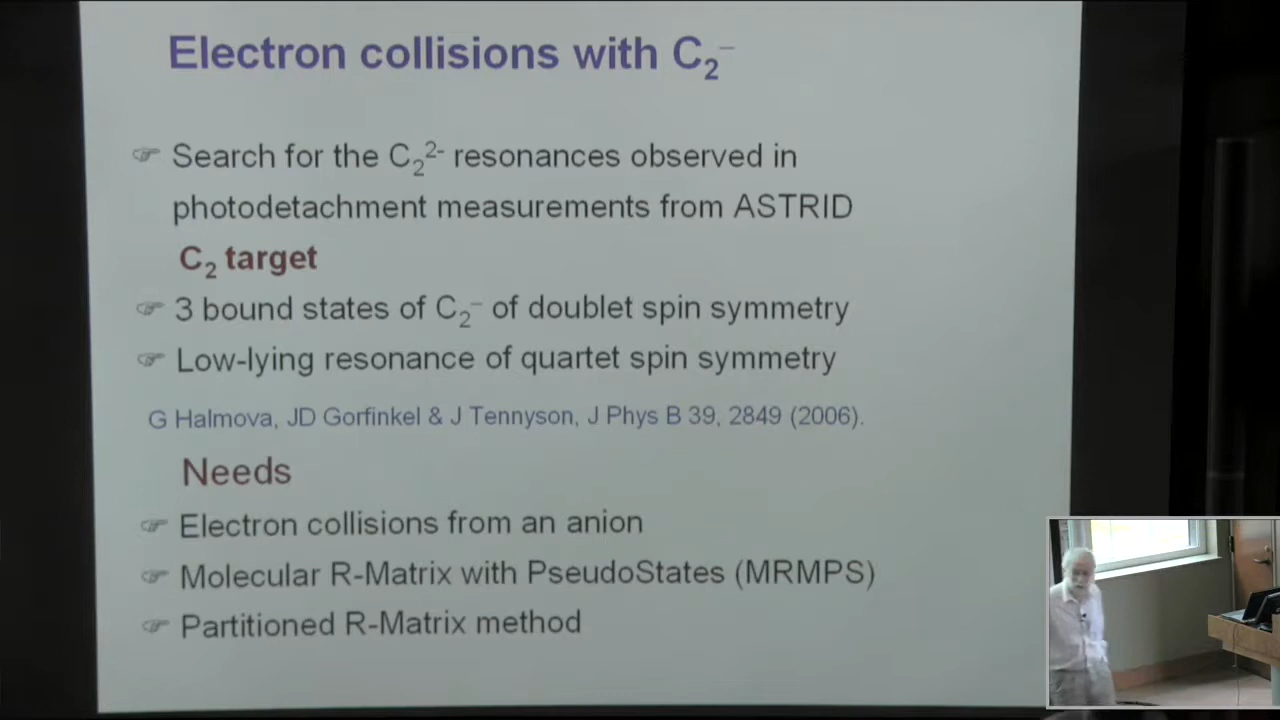 Electron collisions with C₂⁻
☞ Search for the C₂²⁻ resonances observed in
photodetachment measurements from ASTRID
C₂ target
☞ 3 bound states of C₂⁻ of doublet spin symmetry
☞ Low-lying resonance of quartet spin symmetry
G Halmova, JD Gorfinkel & J Tennyson, J Phys B 39, 2849 (2006).
Needs
☞ Electron collisions from an anion
☞ Molecular R-Matrix with PseudoStates (MRMPS)
☞ Partitioned R-Matrix method